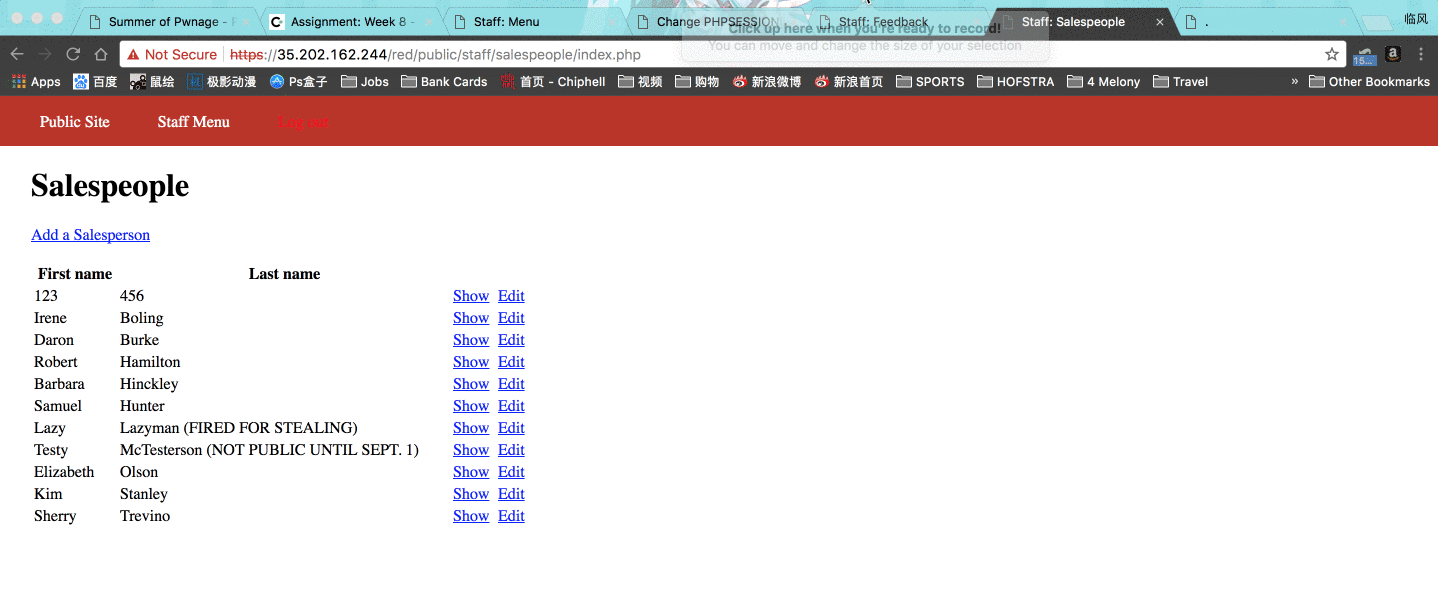 Summer of Pwnage - P
Assignment: Week 8 -
Staff: Menu
Change PHPSESSION
Staff: Feedback
Staff: Salespeople
.
临风
Click up here when you're ready to record!
You can move and change the size of your selection
Not Secure https://35.202.162.244/red/public/staff/salespeople/index.php
15...
Apps 百度 鼠绘 极影动漫 Ps盒子 Jobs Bank Cards 首页 - Chiphell 视频 购物 新浪微博 新浪首页 SPORTS HOFSTRA 4 Melony Travel » Other Bookmarks
Public Site Staff Menu Log out
Salespeople
Add a Salesperson
First name Last name
123 456 Show Edit
Irene Boling Show Edit
Daron Burke Show Edit
Robert Hamilton Show Edit
Barbara Hinckley Show Edit
Samuel Hunter Show Edit
Lazy Lazyman (FIRED FOR STEALING) Show Edit
Testy McTesterson (NOT PUBLIC UNTIL SEPT. 1) Show Edit
Elizabeth Olson Show Edit
Kim Stanley Show Edit
Sherry Trevino Show Edit